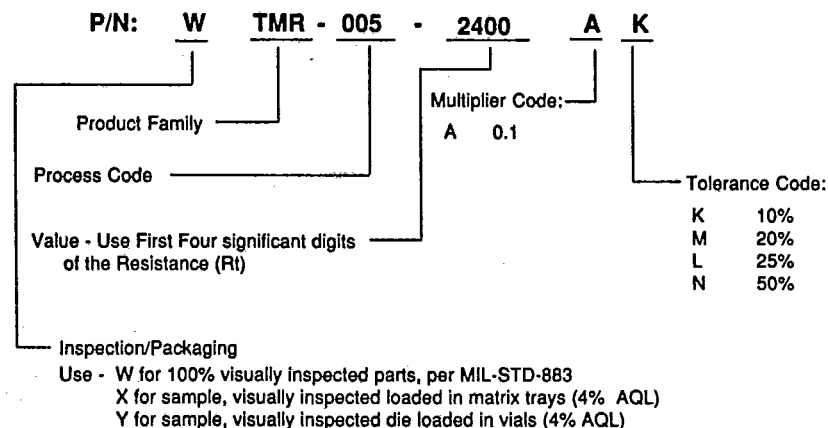 P/N: W TMR - 005 - 2400 A K
Multiplier Code:
A 0.1
Product Family
Process Code
Tolerance Code:
K 10%
M 20%
L 25%
N 50%
Value - Use First Four significant digits
of the Resistance (Rt)
Inspection/Packaging
Use - W for 100% visually inspected parts, per MIL-STD-883
X for sample, visually inspected loaded in matrix trays (4% AQL)
Y for sample, visually inspected die loaded in vials (4% AQL)